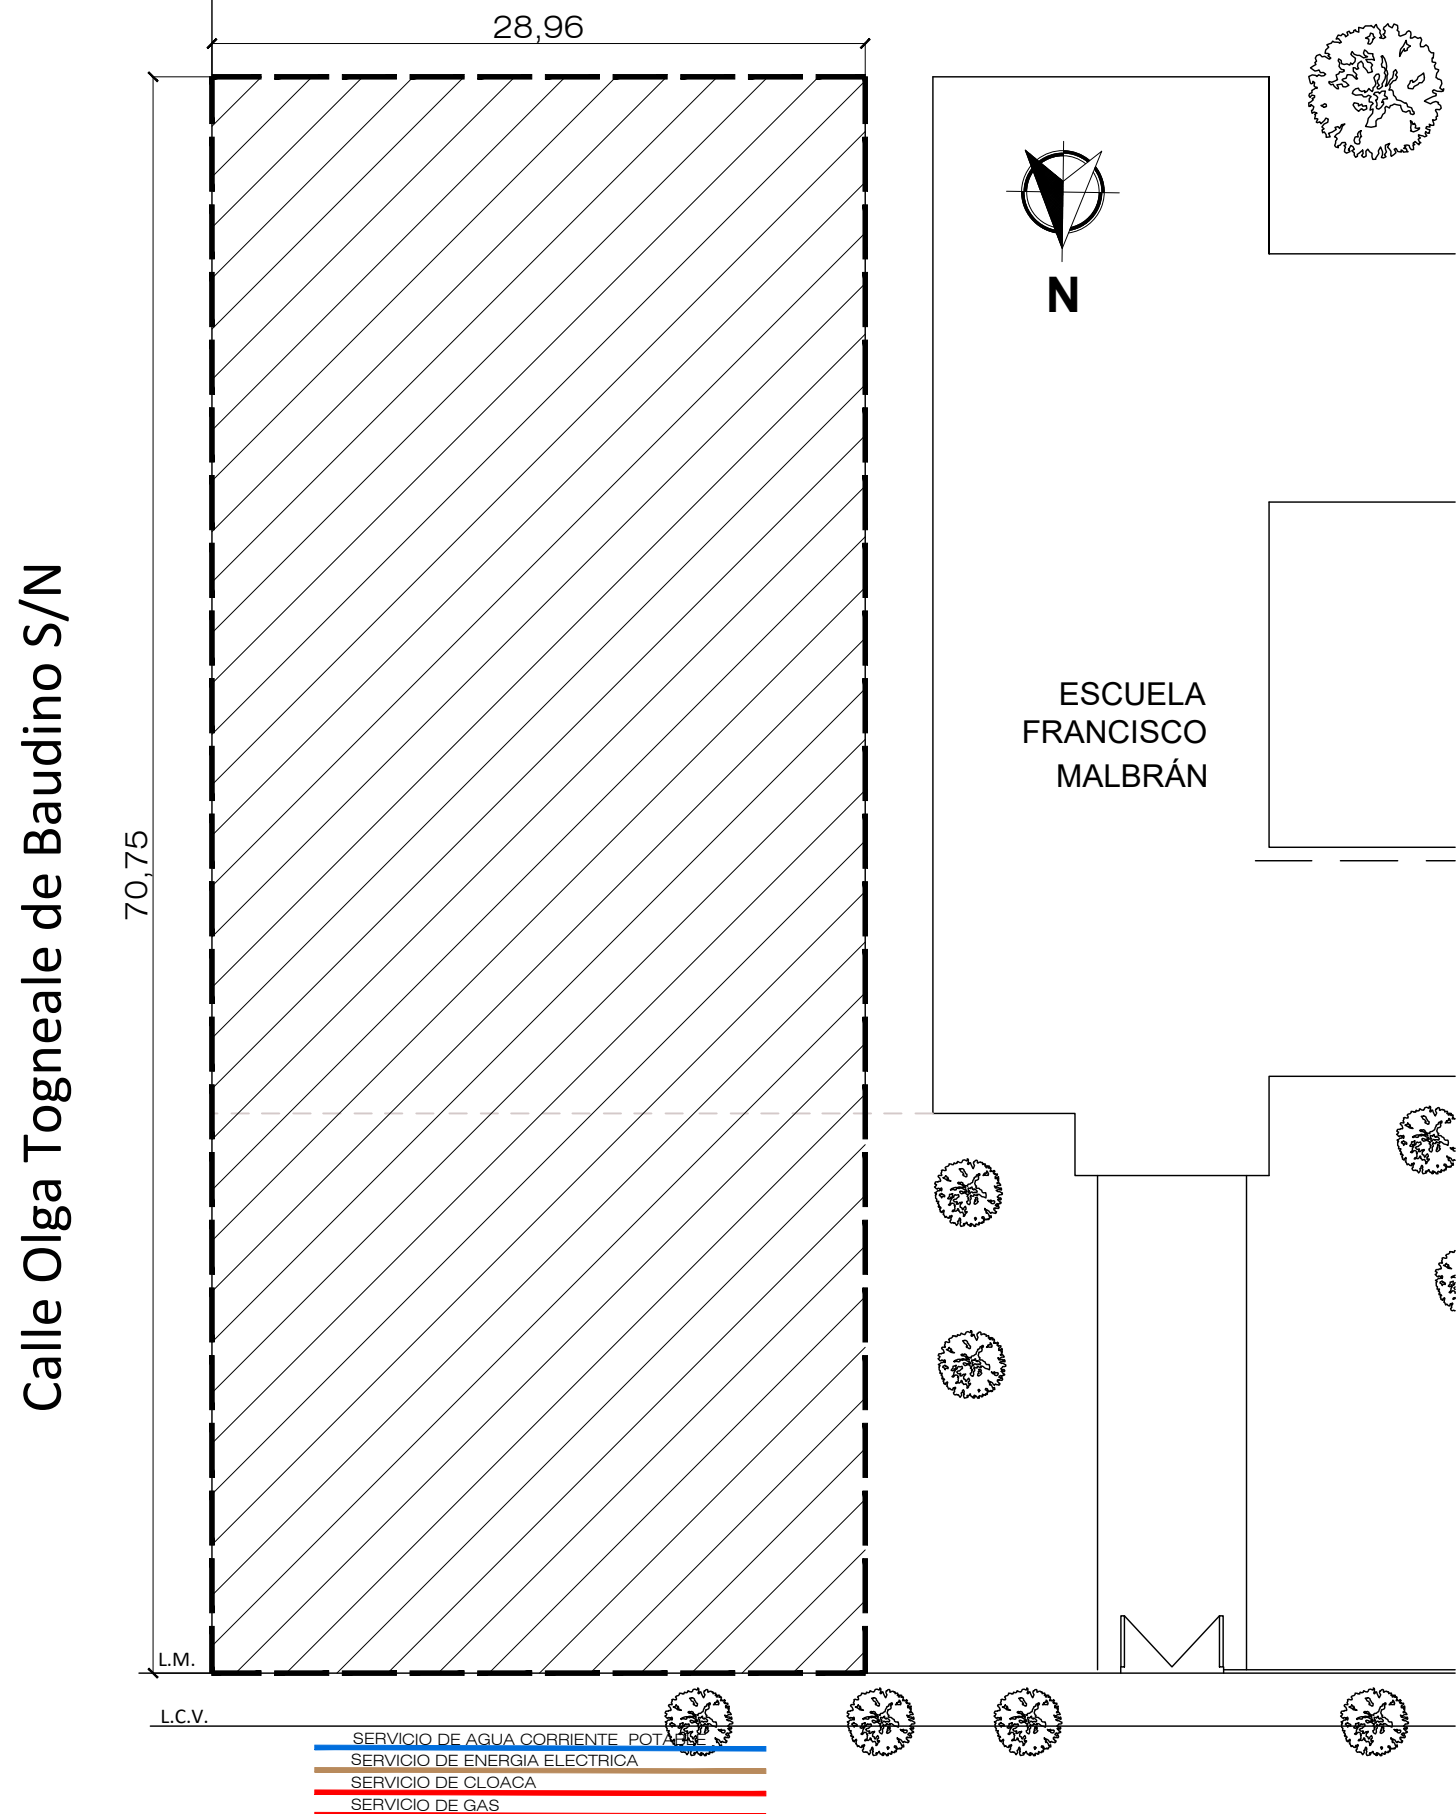 28,96
N
Calle Olga Togneale de Baudino S/N
70,75
ESCUELA
FRANCISCO
MALBRÁN
L.M.
L.C.V.
SERVICIO DE AGUA CORRIENTE POTABLE
SERVICIO DE ENERGIA ELECTRICA
SERVICIO DE CLOACA
SERVICIO DE GAS